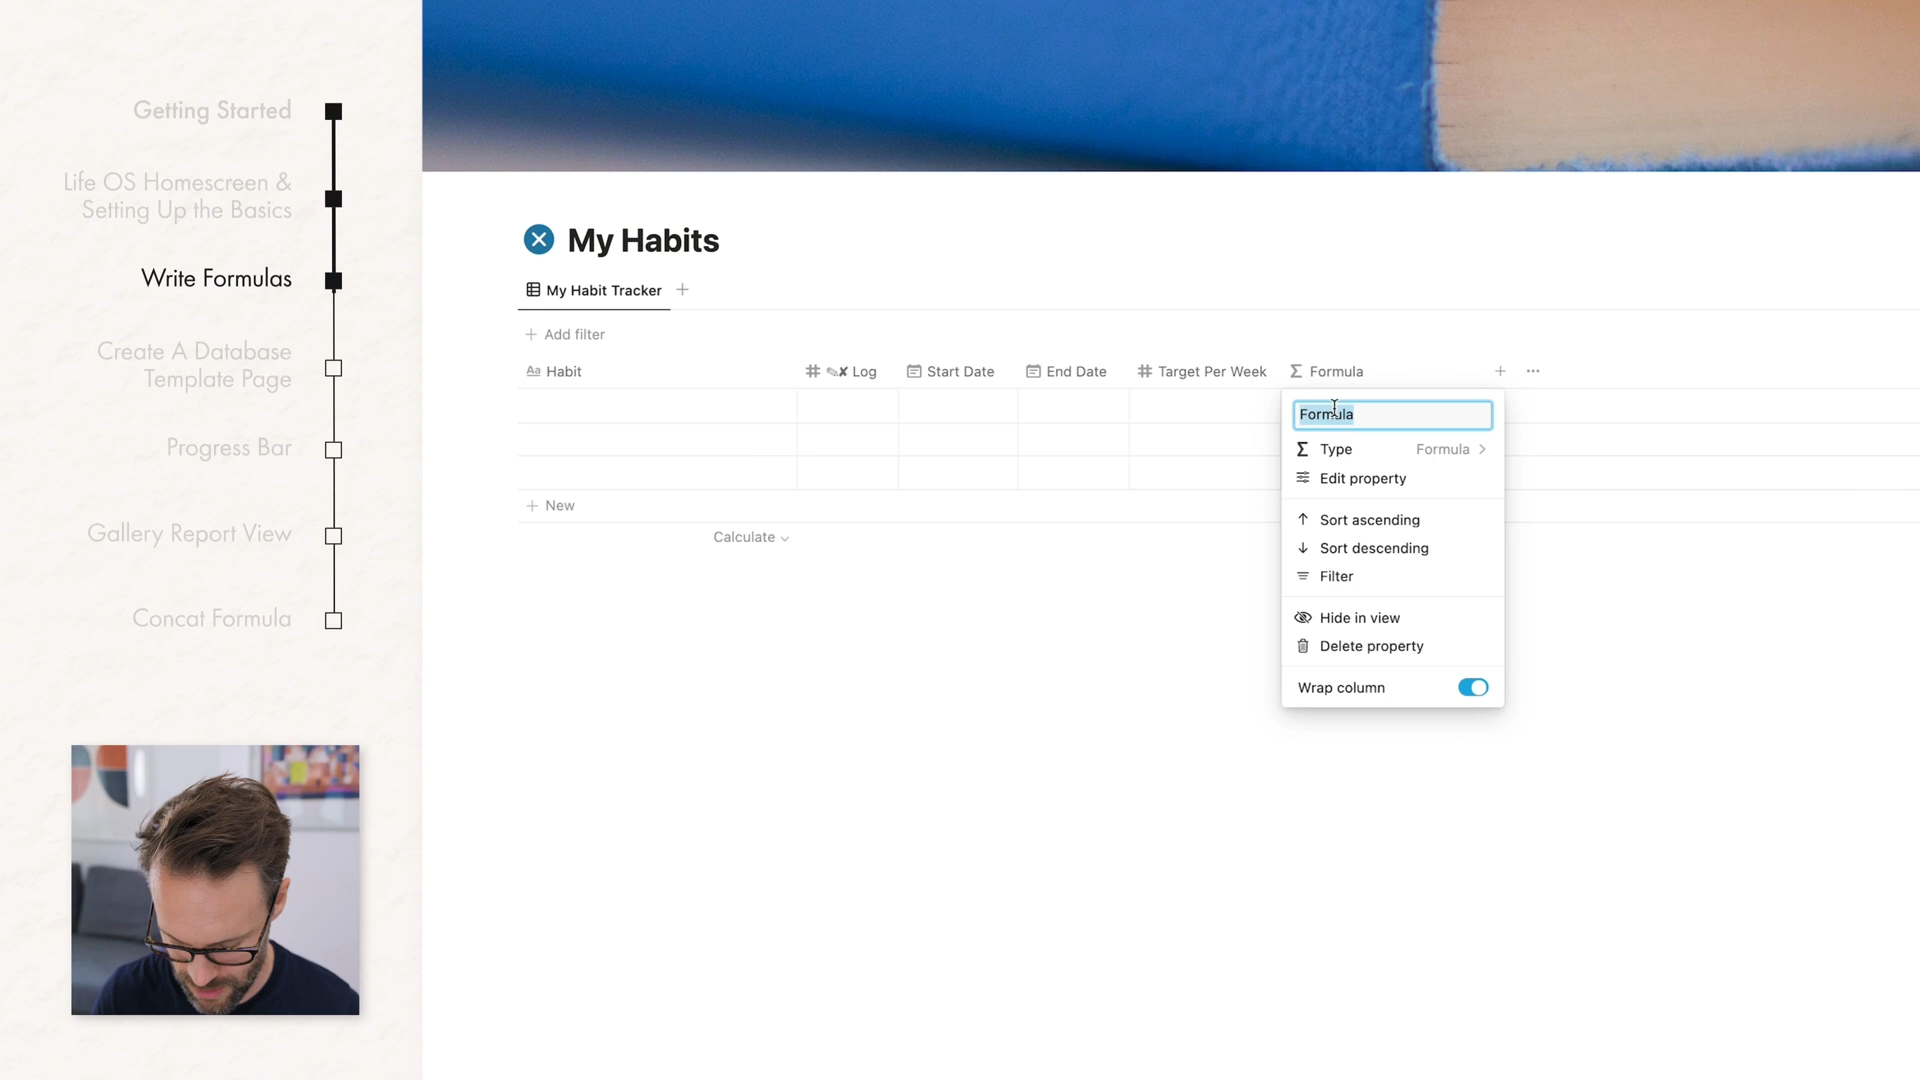 Getting Started
Life OS Homescreen &
Setting Up the Basics
Write Formulas
Create A Database
Template Page
Progress Bar
Gallery Report View
Concat Formula
My Habits
My Habit Tracker
Add filter
Aa Habit
Log
Start Date
End Date
Target Per Week
Σ Formula
Formula
Σ Type Formula
Edit property
Sort ascending
Sort descending
Filter
Hide in view
Delete property
Wrap column
New
Calculate